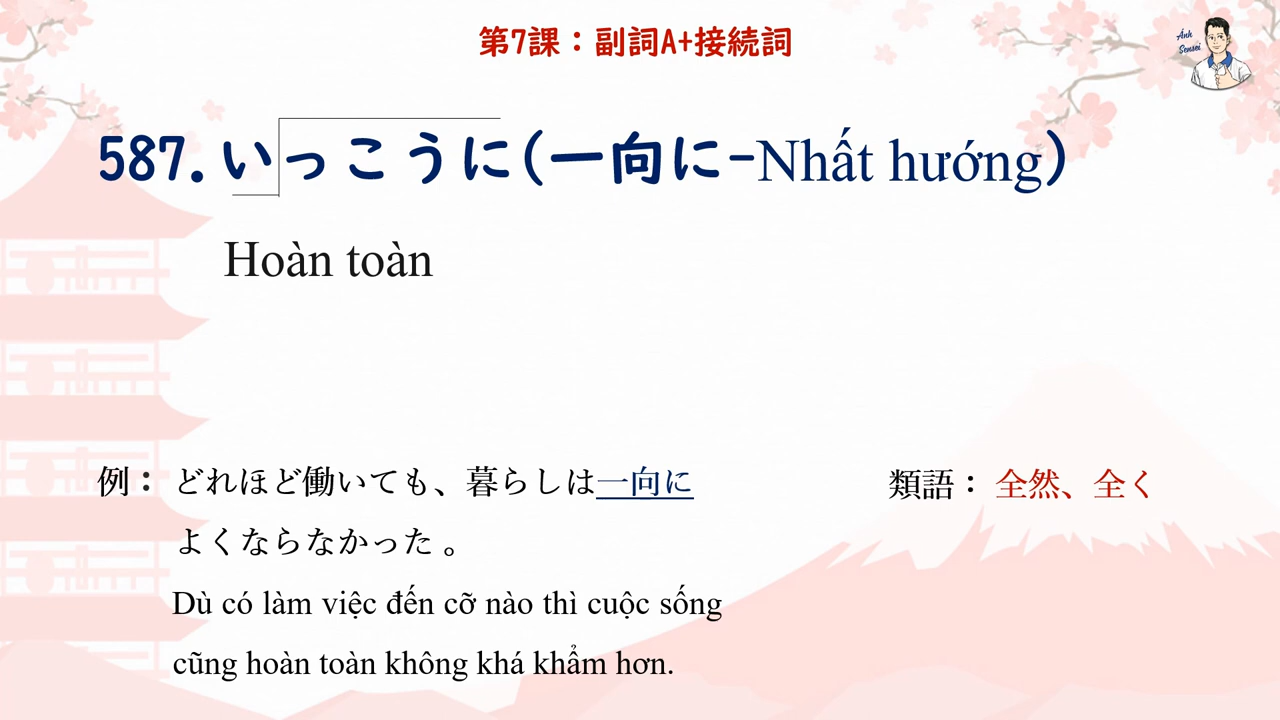 第7課：副詞A+接続詞
Anh
Sensei
587.いっこうに(一向に-Nhất hướng)
Hoàn toàn
例： どれほど働いても、暮らしは一向に
よくならなかった 。
類語： 全然、全く
Dù có làm việc đến cỡ nào thì cuộc sống
cũng hoàn toàn không khá khẩm hơn.